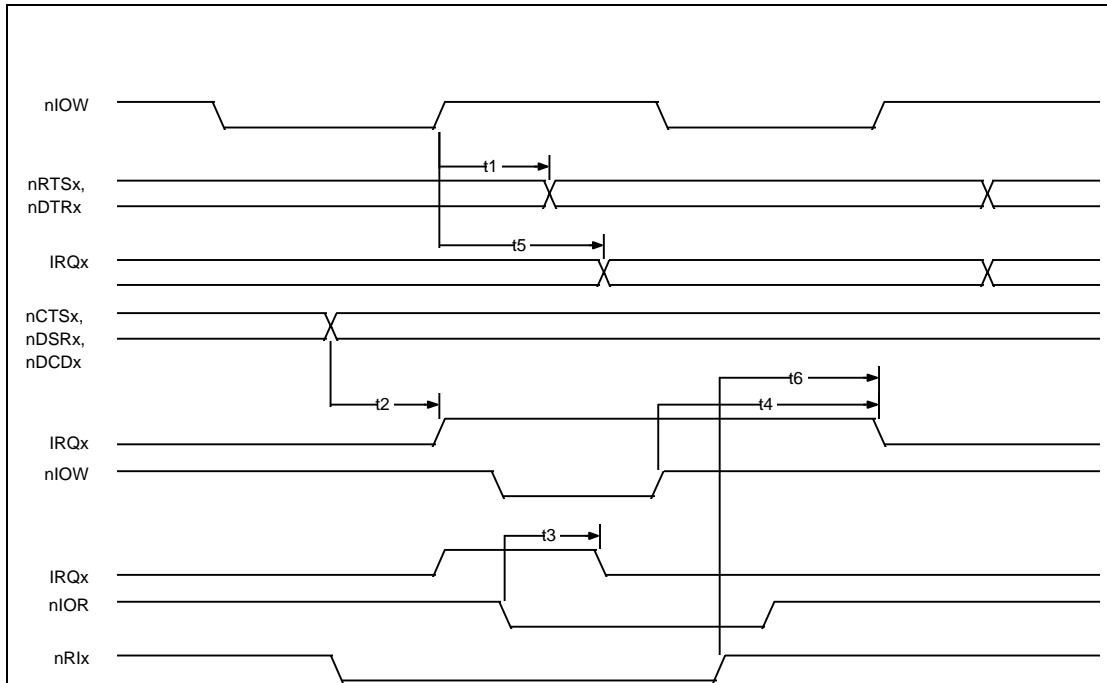 nIOW
t1
nRTSx,
nDTRx
t5
IRQx
nCTSx,
nDSRx,
nDCDx
t6
t2
t4
IRQx
nIOW
t3
IRQx
nIOR
nRIx